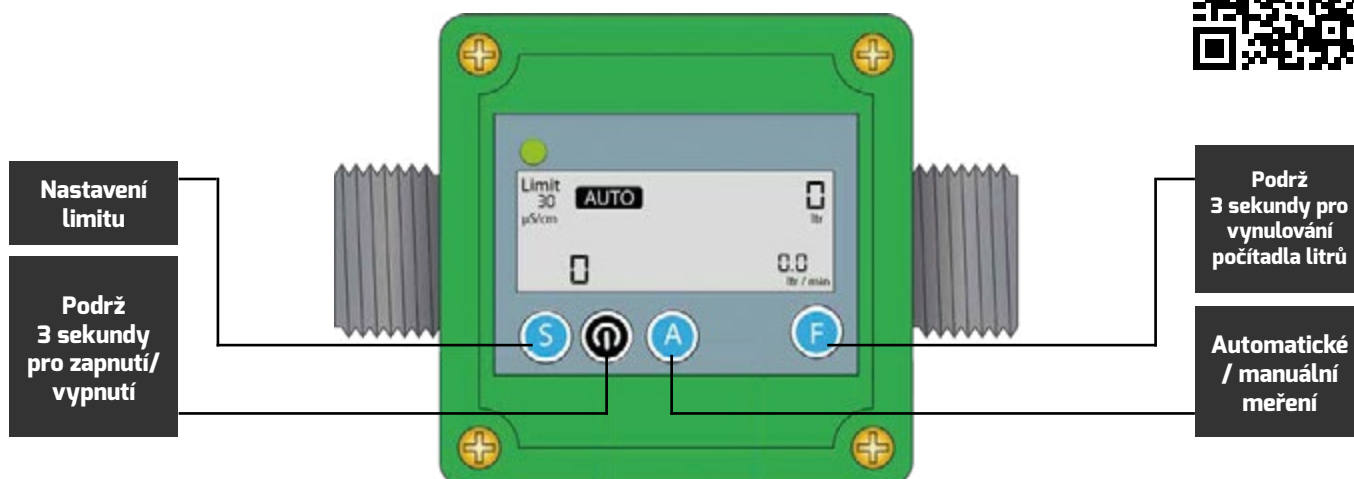 Nastavení
limitu
Podrž
3 sekundy
pro zapnutí/
vypnutí
Limit
30
µS/cm
AUTO
0
ltr
0
0.0
ltr / min
S
A
F
Podrž
3 sekundy pro
vynulování
počítadla litrů
Automatické
/ manuální
meření